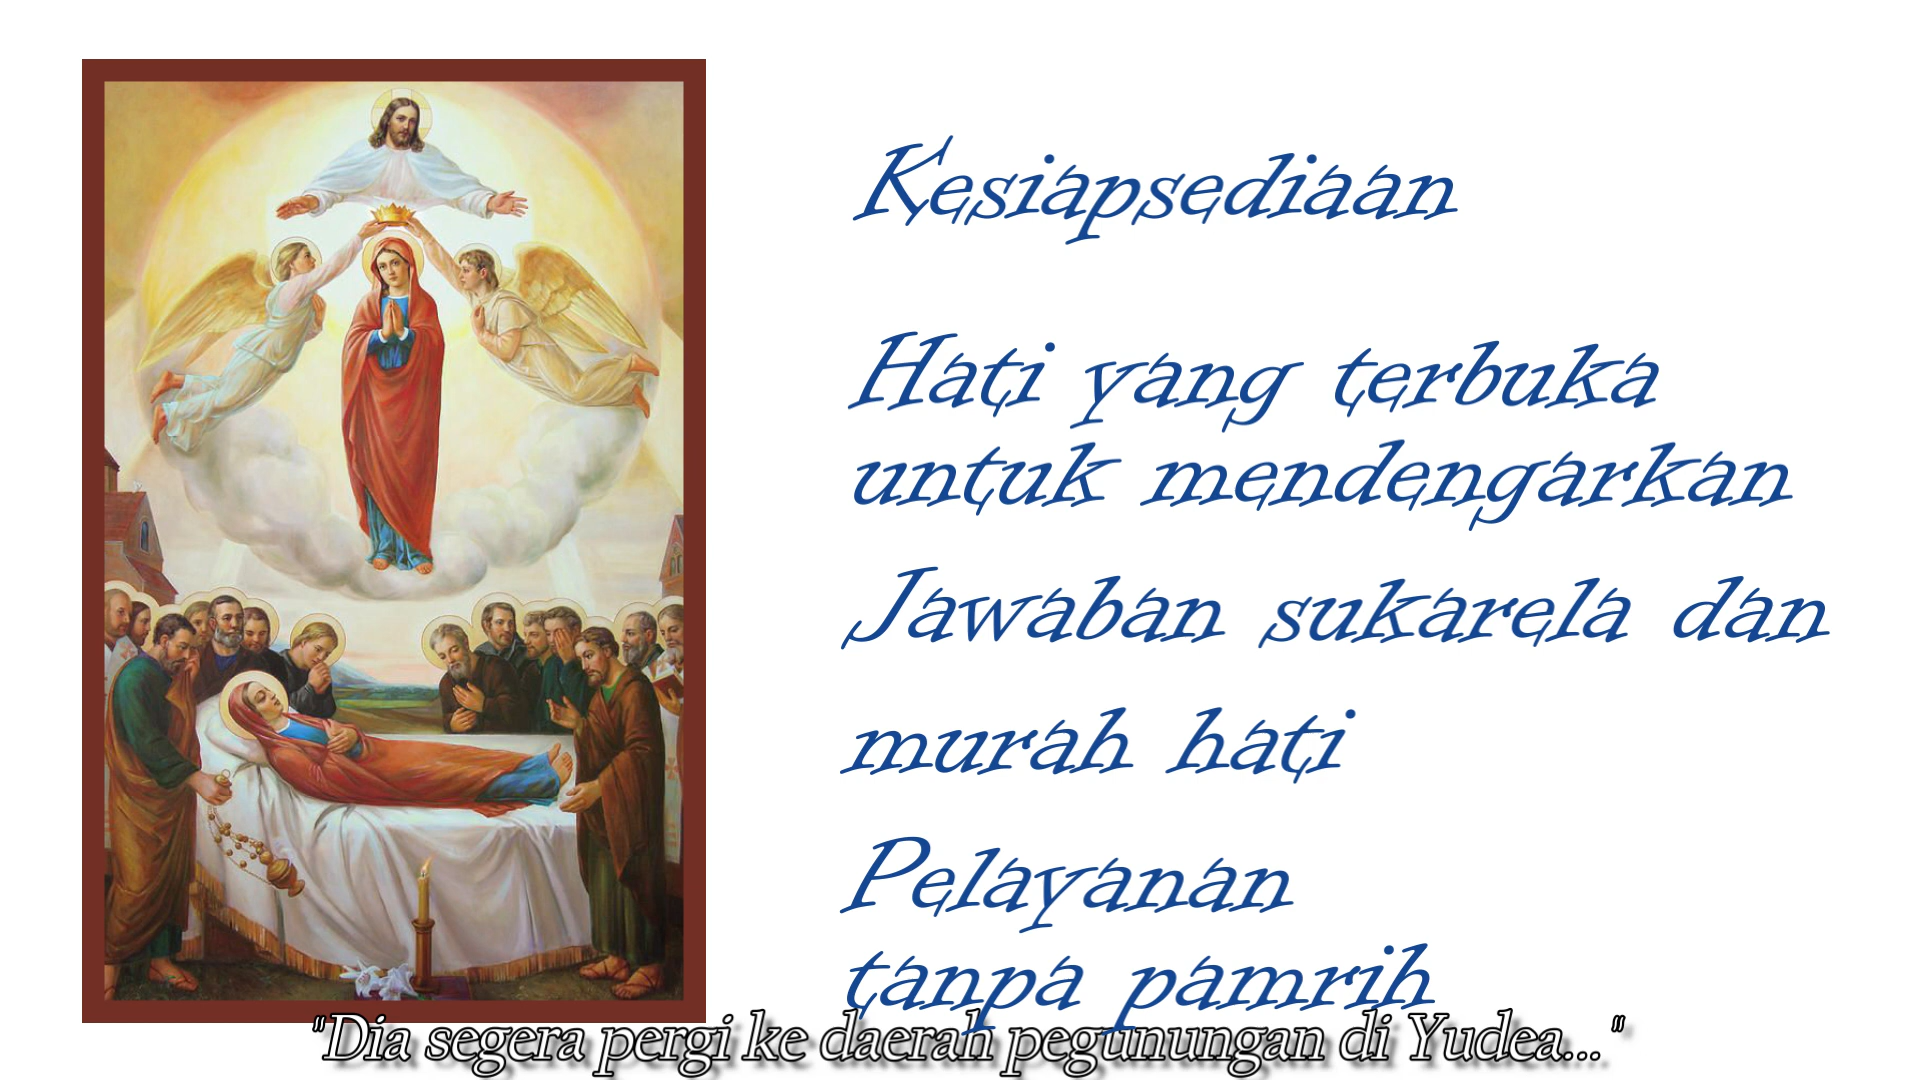 Kesiapsediaan
Hati yang terbuka
untuk mendengarkan
Jawaban sukarela dan
murah hati
Pelayanan
tanpa pamrih
"Dia segera pergi ke daerah pegunungan di Yudea..."